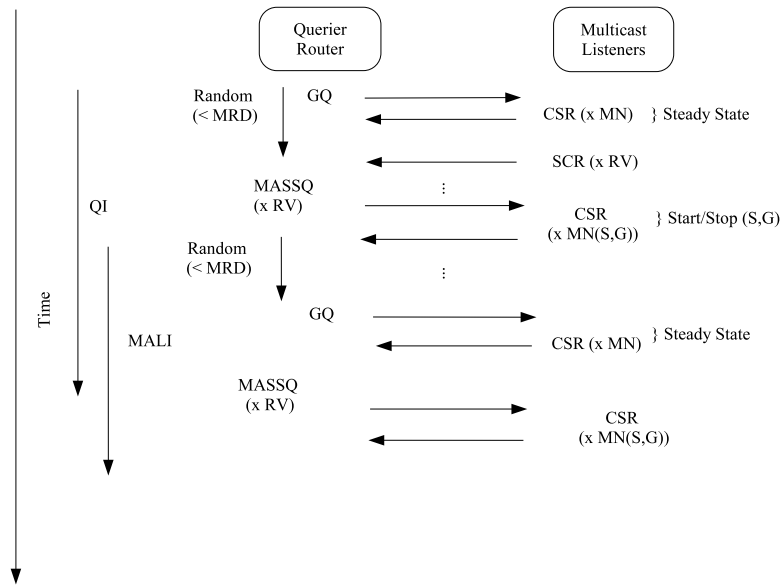 Querier
Router
Multicast
Listeners
Random
(< MRD)
GQ
CSR (x MN)
} Steady State
SCR (x RV)
MASSQ
(x RV)
...
QI
CSR
(x MN(S,G))
} Start/Stop (S,G)
Random
(< MRD)
...
Time
GQ
MALI
CSR (x MN)
} Steady State
MASSQ
(x RV)
CSR
(x MN(S,G))